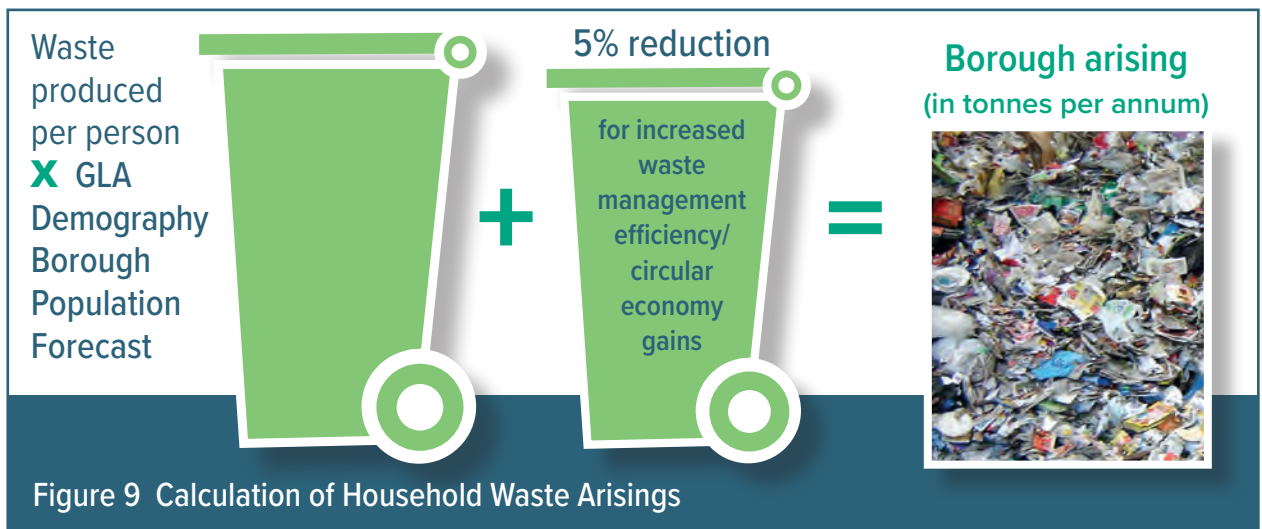 Waste
produced
per person
X GLA
Demography
Borough
Population
Forecast
+
5% reduction
for increased
waste
management
efficiency/
circular
economy
gains
=
Borough arising
(in tonnes per annum)
Figure 9 Calculation of Household Waste Arisings